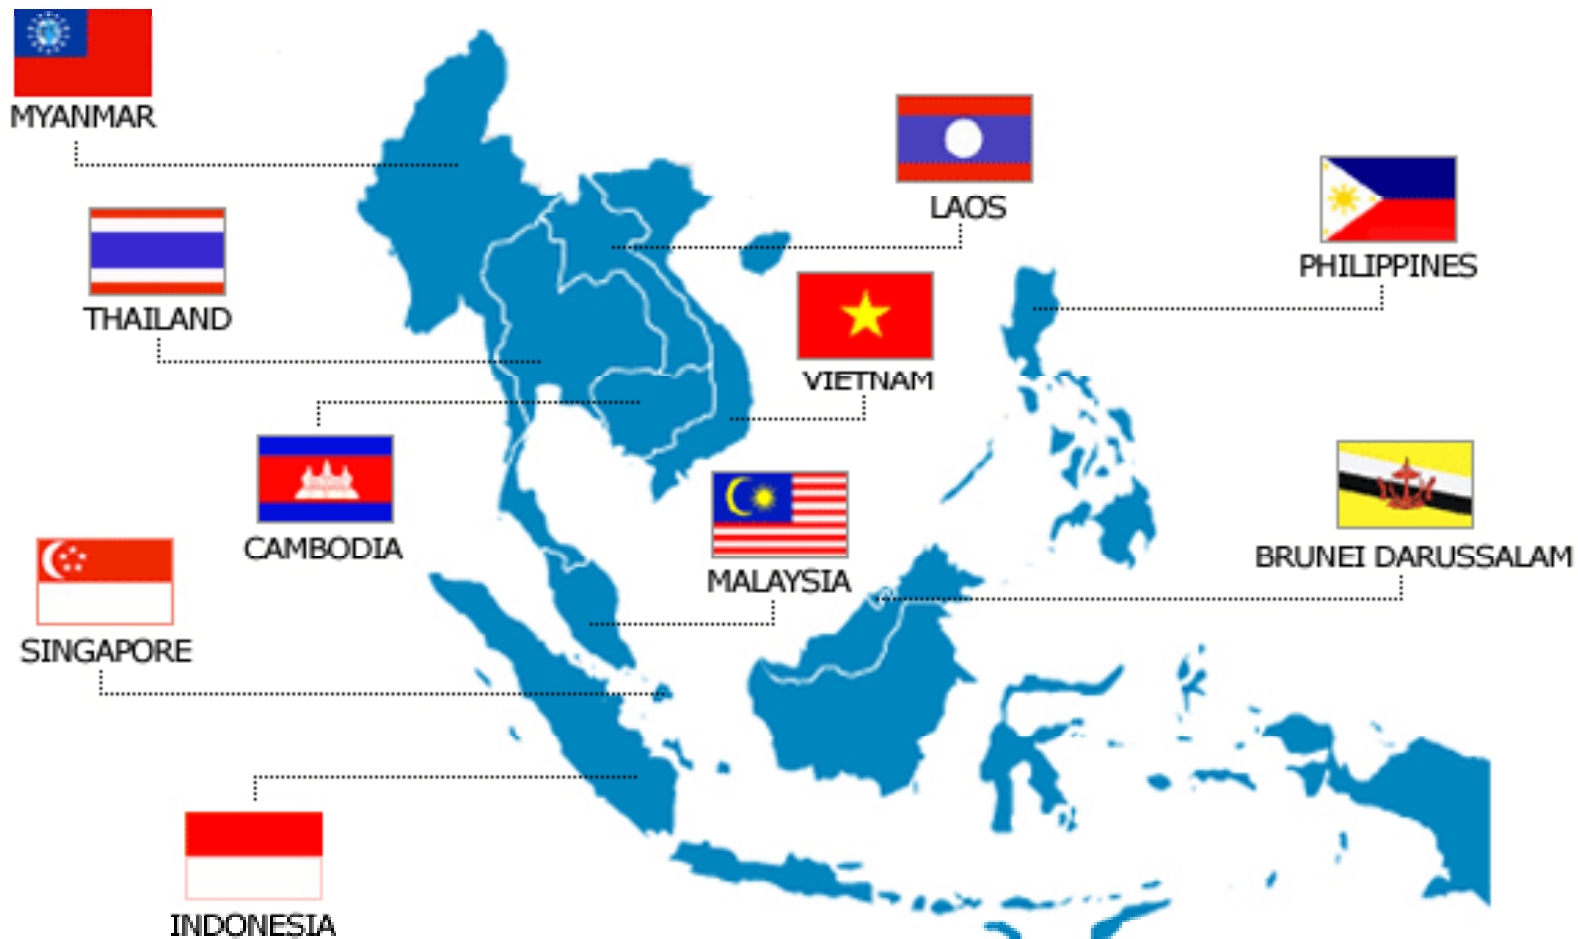 MYANMAR
LAOS
PHILIPPINES
THAILAND
VIETNAM
CAMBODIA
MALAYSIA
BRUNEI DARUSSALAM
SINGAPORE
INDONESIA